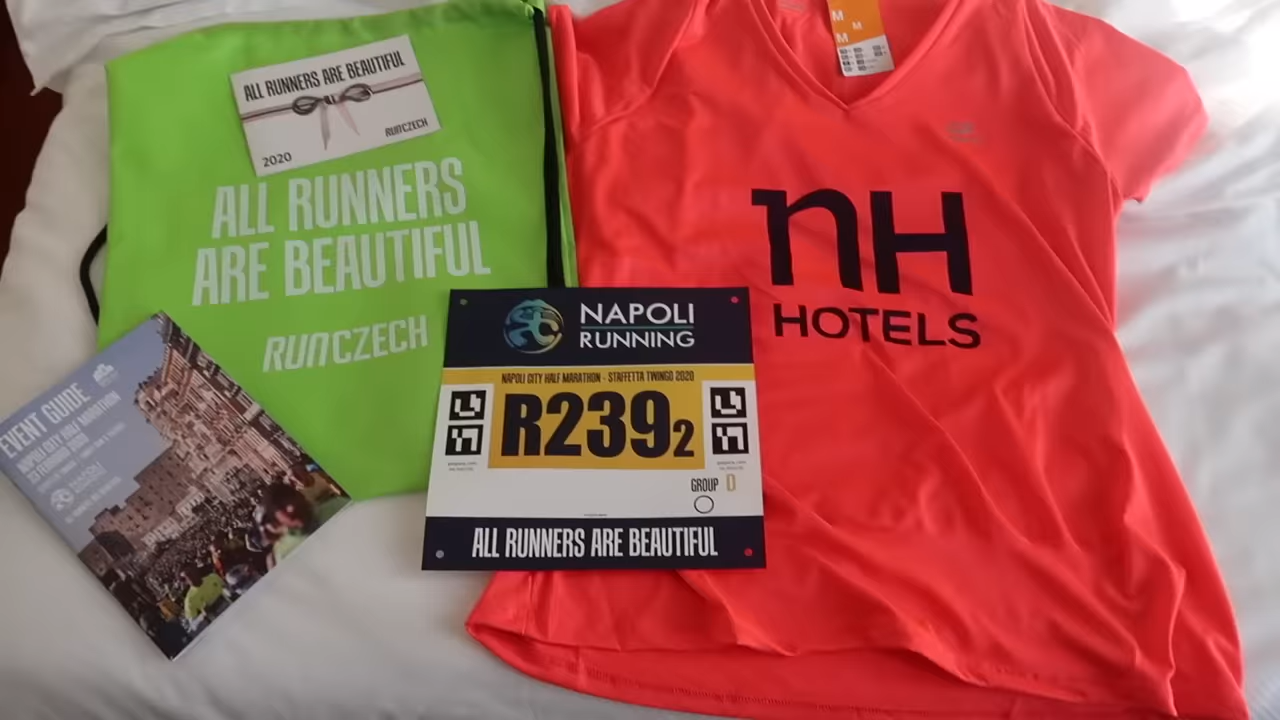 ALL RUNNERS ARE BEAUTIFUL
RUNCZECH
2020
ALL RUNNERS
ARE BEAUTIFUL
RUNCZECH
EVENT GUIDE
NAPOLI CITY HALF MARATHON
NAPOLI
NAPOLI
RUNNING
NAPOLI CITY HALF MARATHON - STAFFETTA TWINGO 2020
R2392
GROUP D
ALL RUNNERS ARE BEAUTIFUL
M
M
M
nH
HOTELS